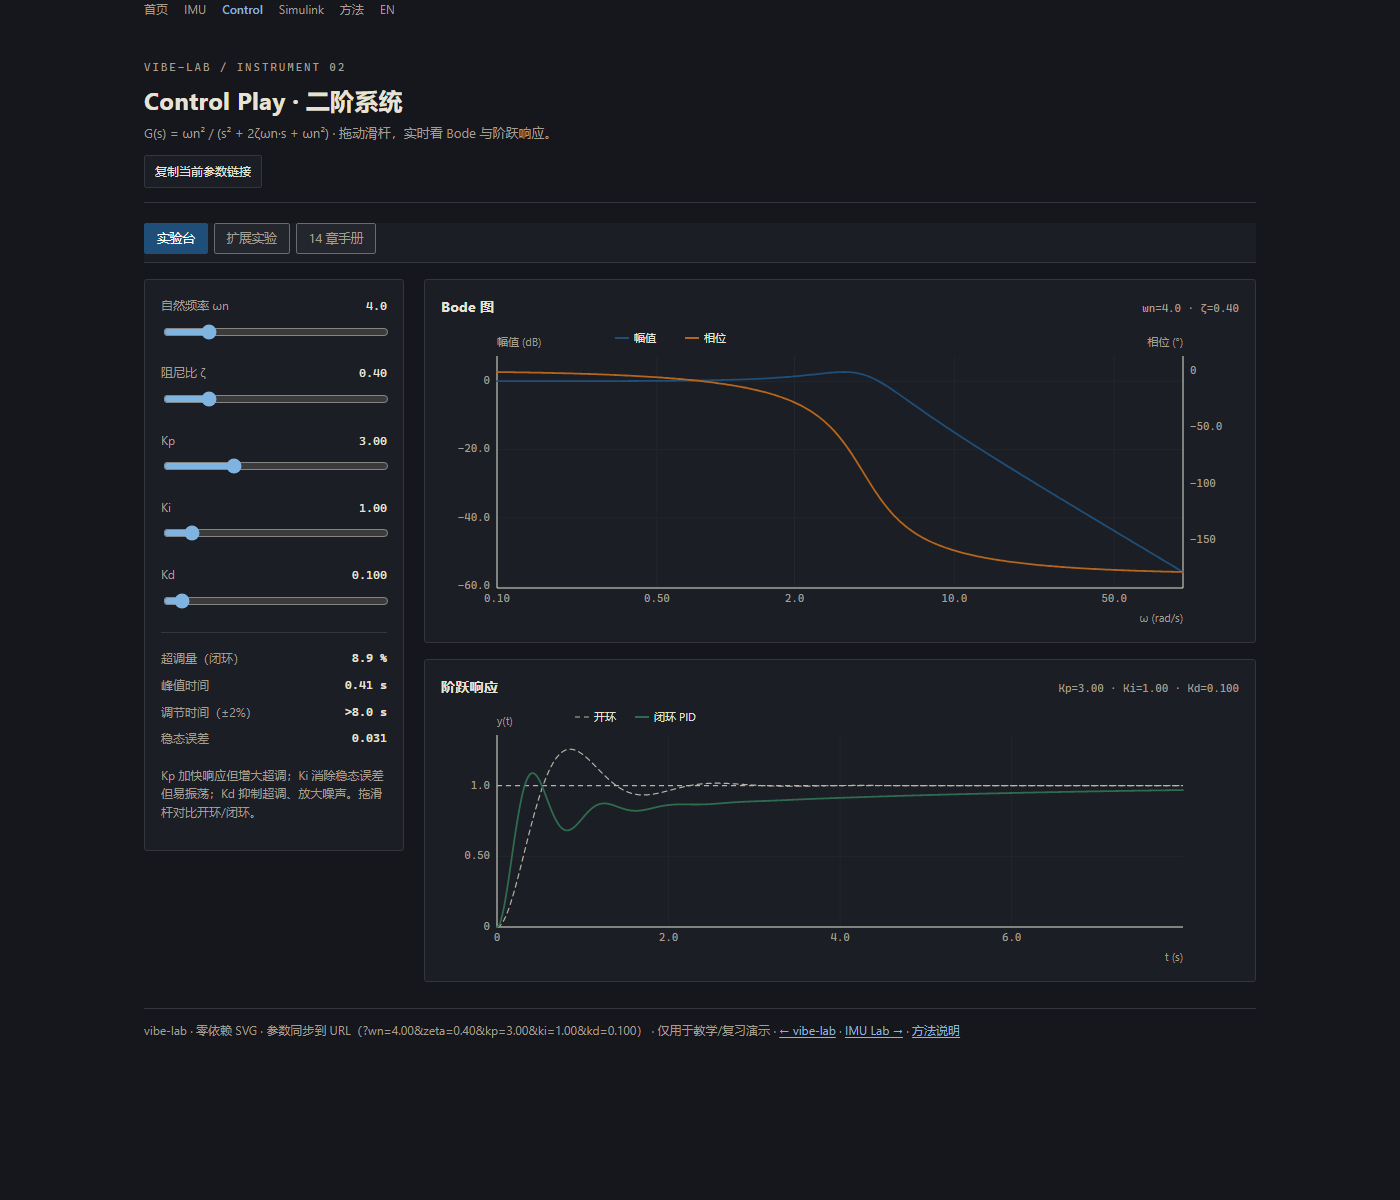 首页 IMU Control Simulink 方法 EN
VIBE-LAB / INSTRUMENT 02
Control Play · 二阶系统
G(s) = ωn² / (s² + 2ζωn·s + ωn²) · 拖动滑杆，实时看 Bode 与阶跃响应。
复制当前参数链接
实验台 扩展实验 14 章手册
自然频率 ωn 4.0
阻尼比 ζ 0.40
Kp 3.00
Ki 1.00
Kd 0.100
超调量（闭环） 8.9 %
峰值时间 0.41 s
调节时间（±2%） >8.0 s
稳态误差 0.031
Kp 加快响应但增大超调；Ki 消除稳态误差
但易振荡；Kd 抑制超调、放大噪声。拖滑
杆对比开环/闭环。
Bode 图 ωn=4.0 · ζ=0.40
幅值 (dB) 幅值 相位 相位 (°)
0 0
−20.0 −50.0
−40.0 −100
−60.0 −150
0.10 0.50 2.0 10.0 50.0
ω (rad/s)
阶跃响应 Kp=3.00 · Ki=1.00 · Kd=0.100
y(t) 开环 闭环 PID
1.0
0.50
0
0 2.0 4.0 6.0
t (s)
vibe-lab · 零依赖 SVG · 参数同步到 URL（?wn=4.00&zeta=0.40&kp=3.00&ki=1.00&kd=0.100） · 仅用于教学/复习演示 · ← vibe-lab · IMU Lab → · 方法说明